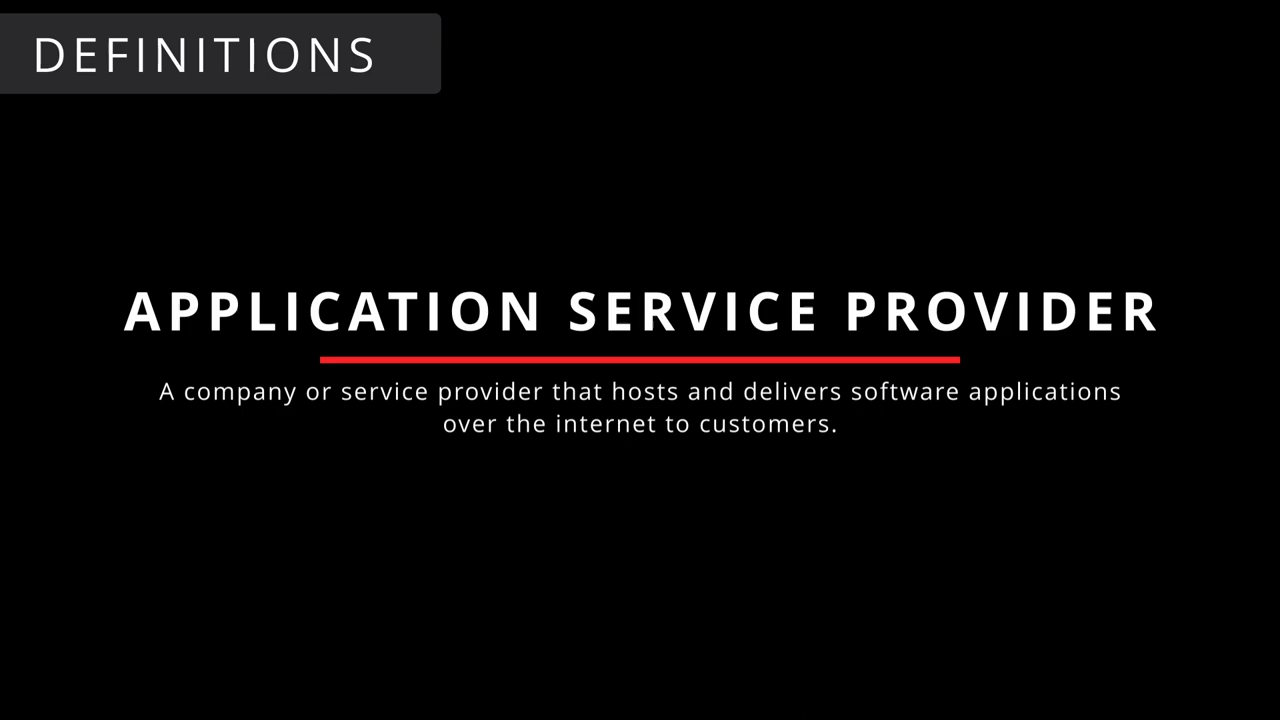 DEFINITIONS
APPLICATION SERVICE PROVIDER
A company or service provider that hosts and delivers software applications
over the internet to customers.